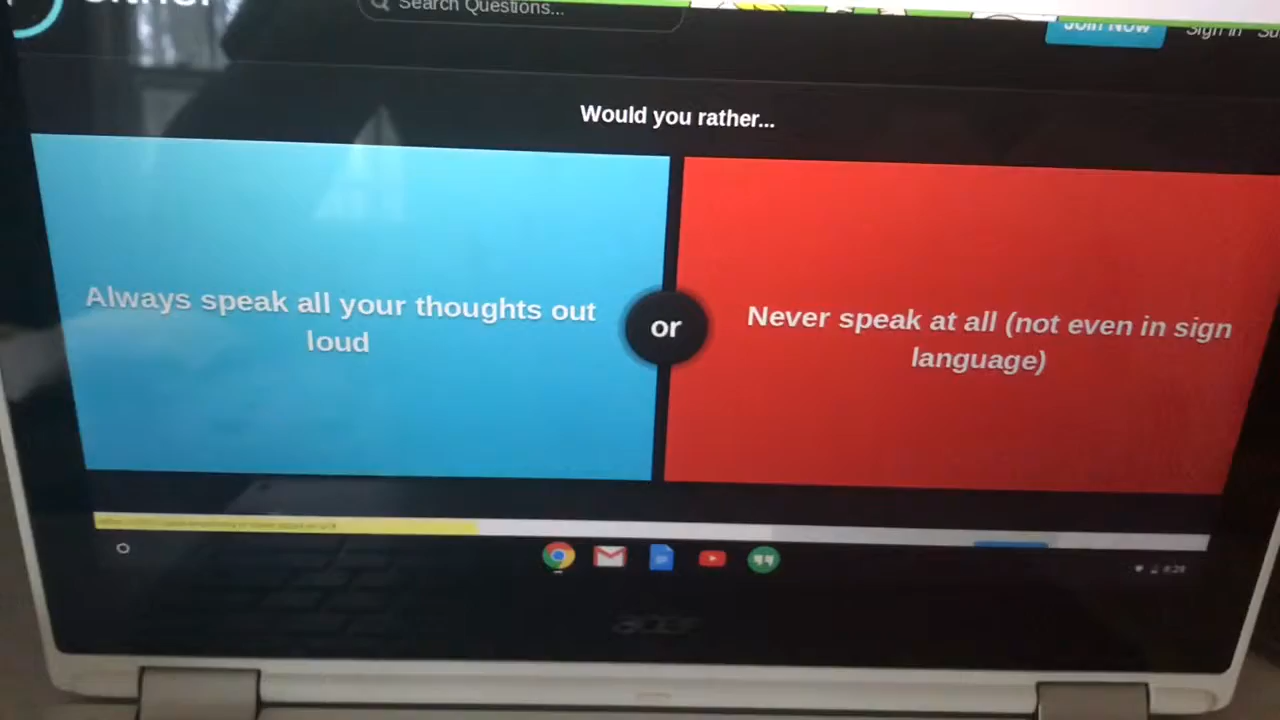 Search Questions...
Join Now
Sign In
Would you rather...
Always speak all your thoughts out
loud
or
Never speak at all (not even in sign
language)
acer